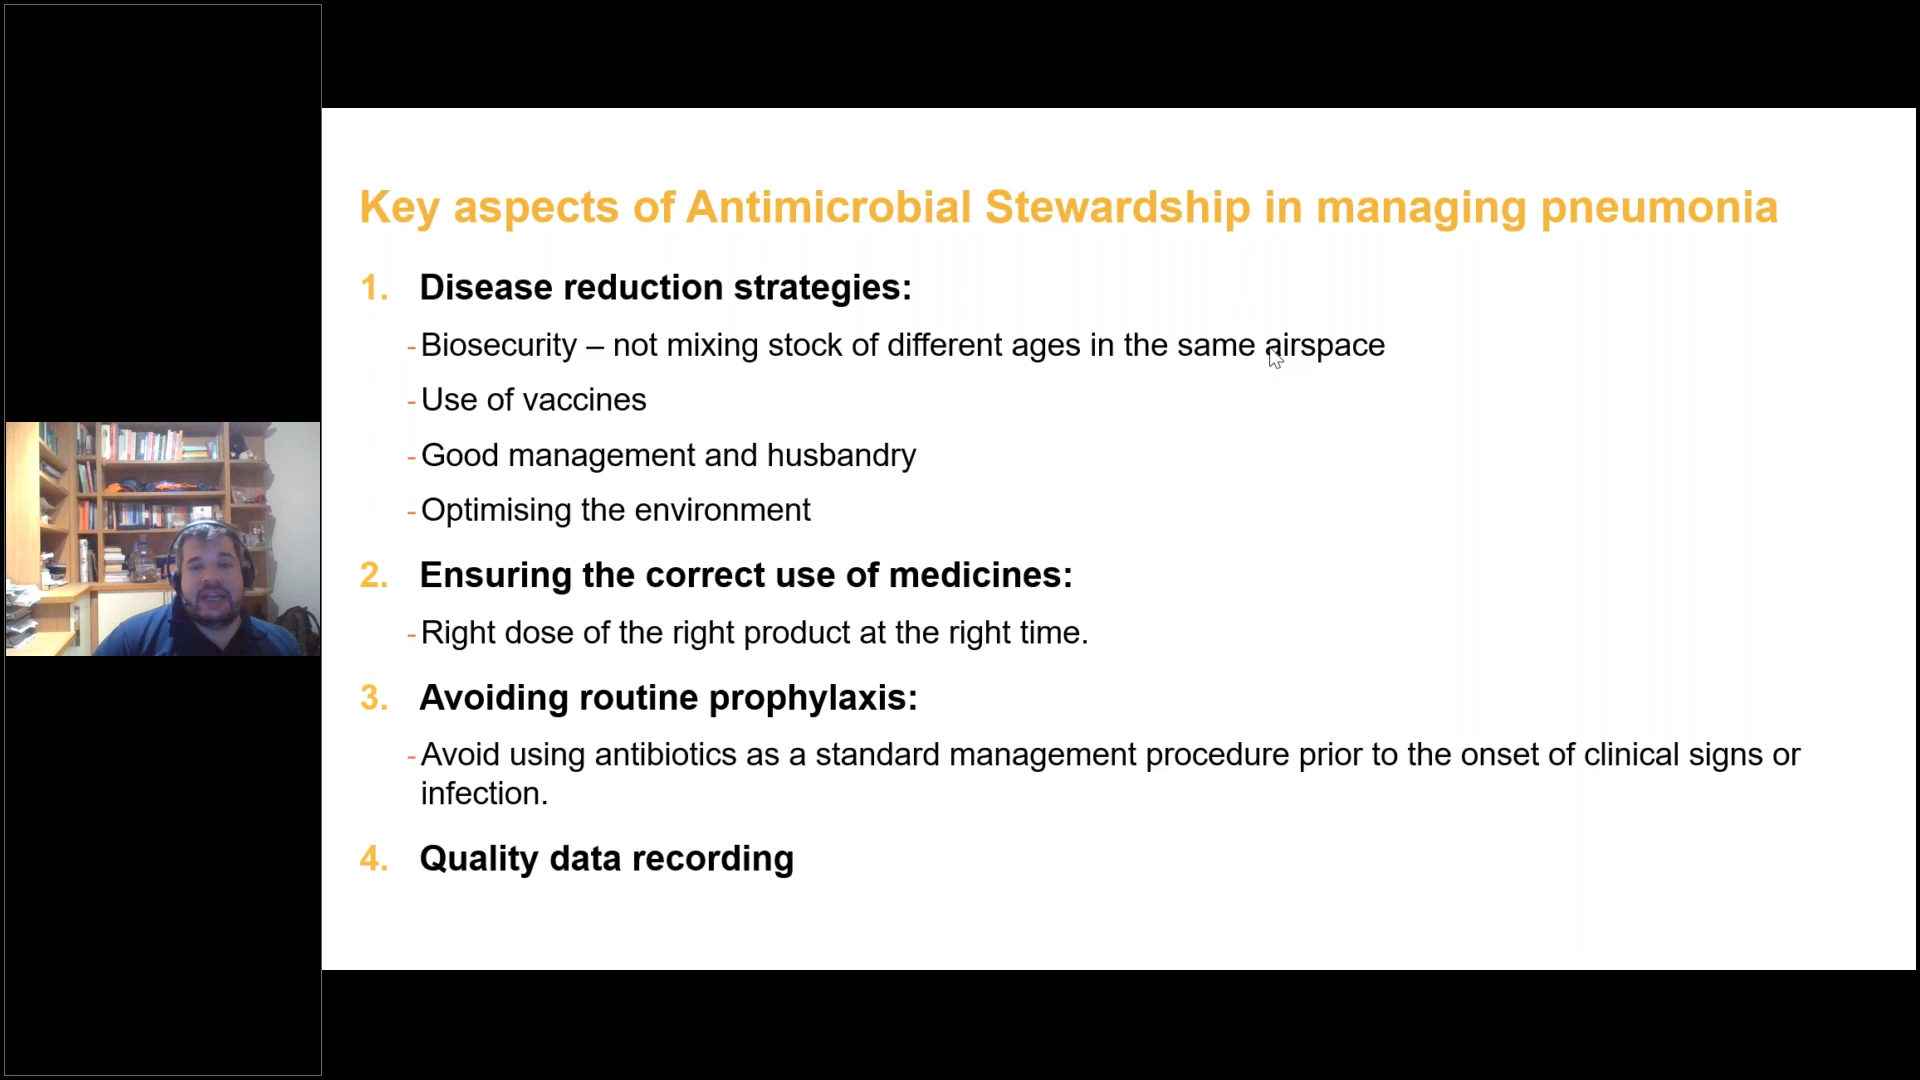 Key aspects of Antimicrobial Stewardship in managing pneumonia
1. Disease reduction strategies:
- Biosecurity – not mixing stock of different ages in the same airspace
- Use of vaccines
- Good management and husbandry
- Optimising the environment
2. Ensuring the correct use of medicines:
- Right dose of the right product at the right time.
3. Avoiding routine prophylaxis:
- Avoid using antibiotics as a standard management procedure prior to the onset of clinical signs or
infection.
4. Quality data recording